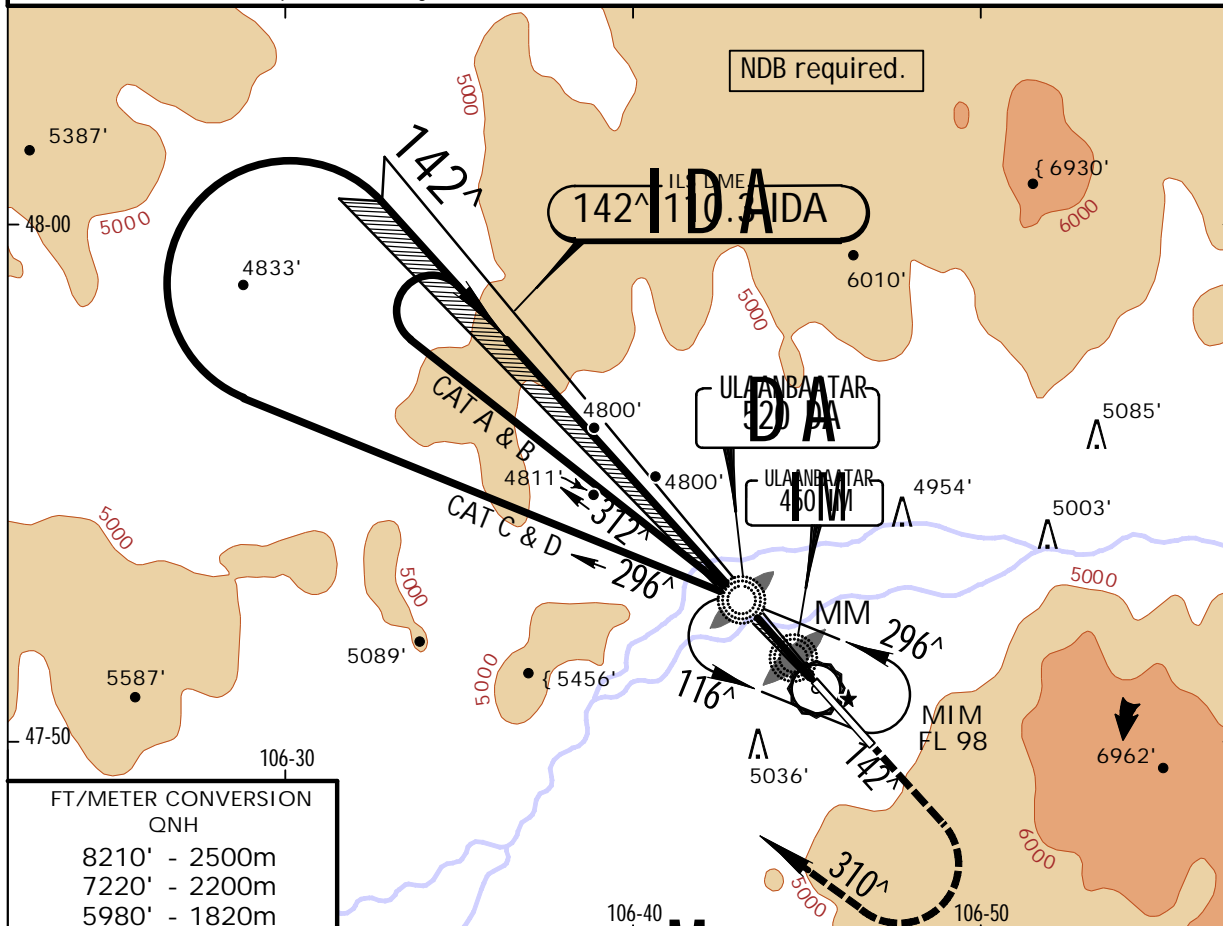 NDB required.
5000
5387'
142^
ILS DME
142^ 110.3 IDA
IDA
{ 6930'
6000
48-00
5000
4833'
6010'
5000
ULAANBAATAR
520 DA
DA
CAT A & B
4800'
5085'
4811'
4800'
ULAANBAATAR
IM
4954'
312^
CAT C & D
296^
5003'
5000
5000
5000
MM
296^
5089'
5000
{ 5456'
116^
5587'
MIM
FL 98
47-50
106-30
142^
5036'
6962'
6000
FT/METER CONVERSION
QNH
8210' - 2500m
7220' - 2200m
5980' - 1820m
310^
5000
106-40
106-50